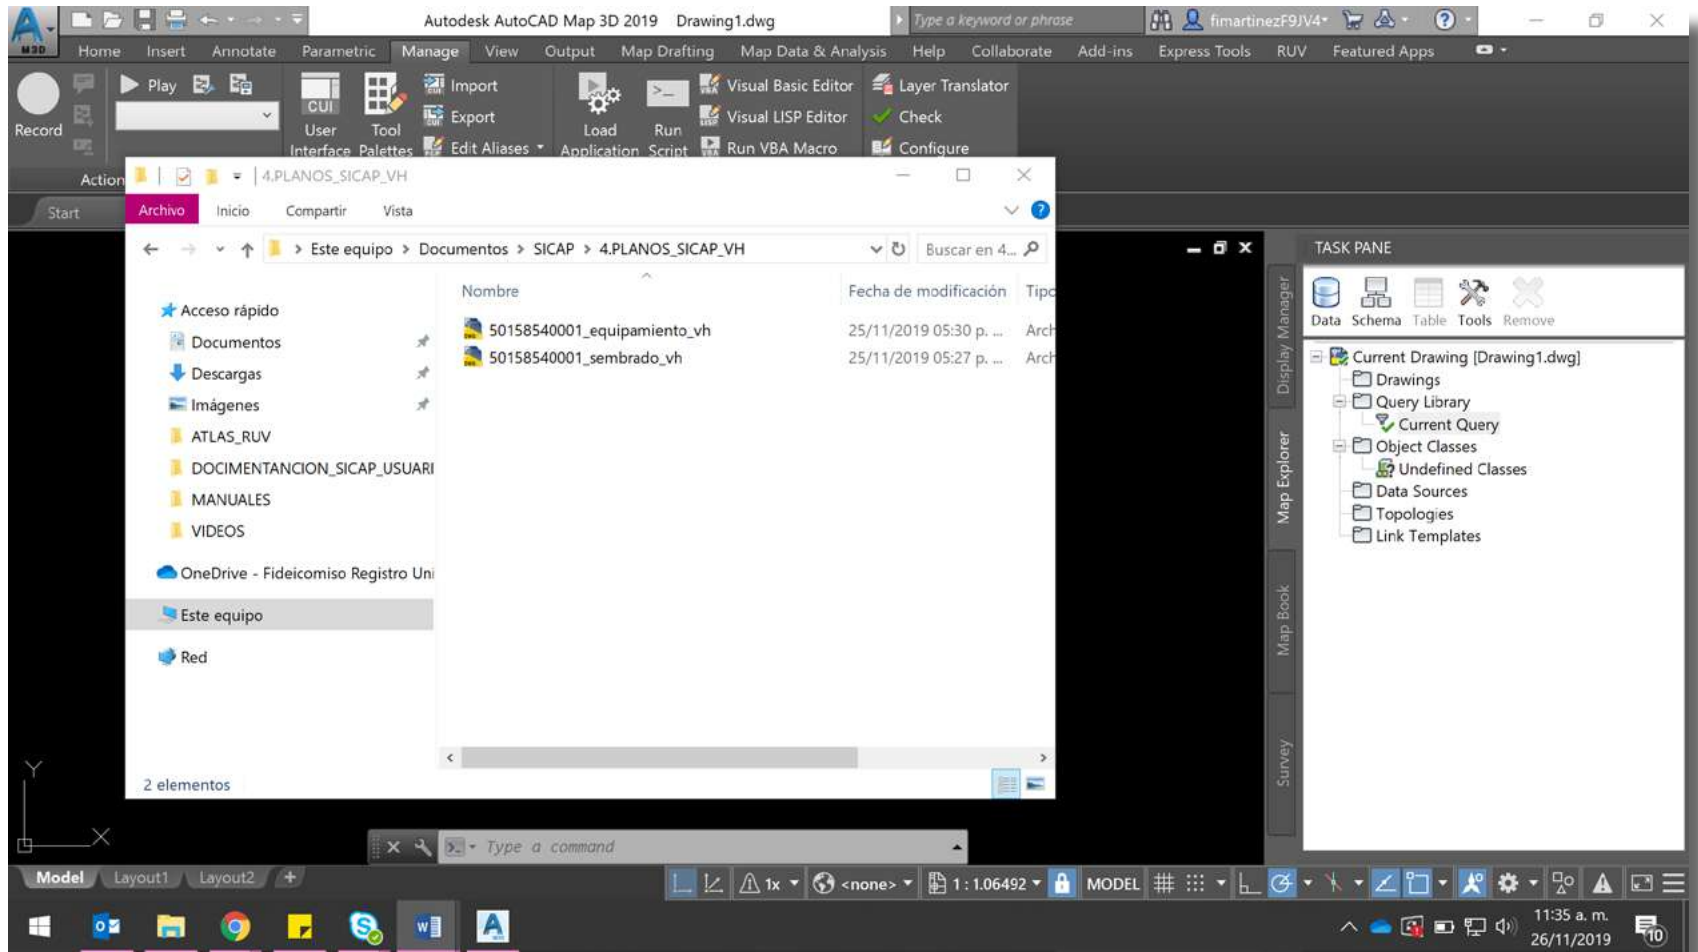 Autodesk AutoCAD Map 3D 2019 Drawing1.dwg
Type a keyword or phrase
fimartinezF9JV4
M3D
Home Insert Annotate Parametric Manage View Output Map Drafting Map Data & Analysis Help Collaborate Add-ins Express Tools RUV Featured Apps
Record
Play
CUI
User
Interface
Tool
Palettes
Import
Export
Edit Aliases
Load
Application
Run
Script
Visual Basic Editor
Visual LISP Editor
Run VBA Macro
Layer Translator
Check
Configure
Action
Start
4.PLANOS_SICAP_VH
Archivo Inicio Compartir Vista
Este equipo > Documentos > SICAP > 4.PLANOS_SICAP_VH
Buscar en 4...
Nombre Fecha de modificación Tipo
50158540001_equipamiento_vh 25/11/2019 05:30 p. ... Arch
50158540001_sembrado_vh 25/11/2019 05:27 p. ... Arch
Acceso rápido
Documentos
Descargas
Imágenes
ATLAS_RUV
DOCIMENTANCION_SICAP_USUARI
MANUALES
VIDEOS
OneDrive - Fideicomiso Registro Uni
Este equipo
Red
2 elementos
TASK PANE
Data Schema Table Tools Remove
Display Manager
Map Explorer
Map Book
Survey
Current Drawing [Drawing1.dwg]
Drawings
Query Library
Current Query
Object Classes
Undefined Classes
Data Sources
Topologies
Link Templates
Y
X
Type a command
Model Layout1 Layout2 +
1x <none> 1 : 1.06492 MODEL
11:35 a. m.
26/11/2019
10